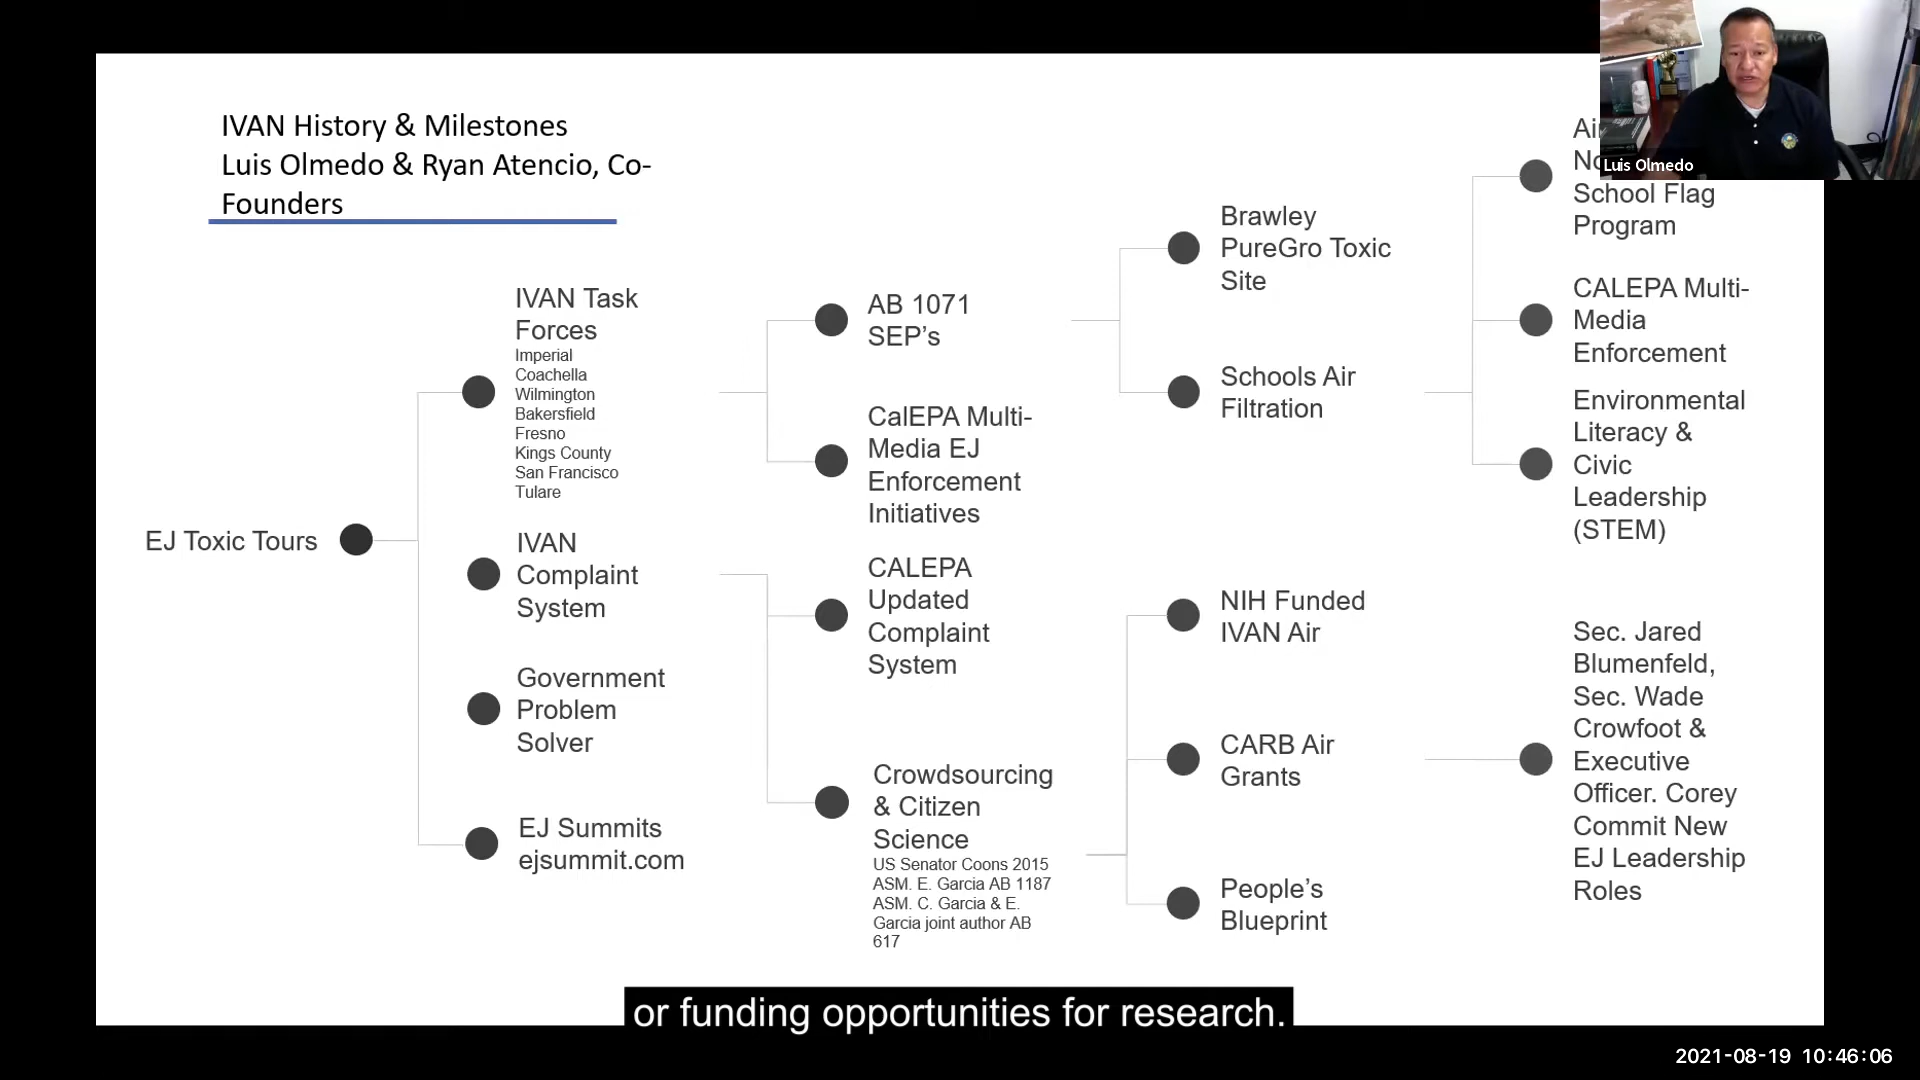 IVAN History & Milestones
Luis Olmedo & Ryan Atencio, Co-
Founders
EJ Toxic Tours
IVAN Task
Forces
Imperial
Coachella
Wilmington
Bakersfield
Fresno
Kings County
San Francisco
Tulare
IVAN
Complaint
System
Government
Problem
Solver
EJ Summits
ejsummit.com
AB 1071
SEP’s
CalEPA Multi-
Media EJ
Enforcement
Initiatives
CALEPA
Updated
Complaint
System
Crowdsourcing
& Citizen
Science
US Senator Coons 2015
ASM. E. Garcia AB 1187
ASM. C. Garcia & E.
Garcia joint author AB
617
Brawley
PureGro Toxic
Site
Schools Air
Filtration
NIH Funded
IVAN Air
CARB Air
Grants
People’s
Blueprint
School Flag
Program
CALEPA Multi-
Media
Enforcement
Environmental
Literacy &
Civic
Leadership
(STEM)
Sec. Jared
Blumenfeld,
Sec. Wade
Crowfoot &
Executive
Officer. Corey
Commit New
EJ Leadership
Roles
Luis Olmedo
or funding opportunities for research.
2021-08-19 10:46:06